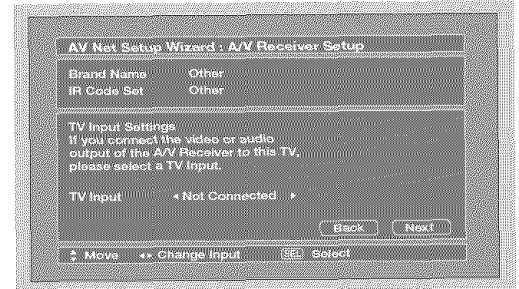 AV Net Setup Wizard : A/V Receiver Setup
Brand Name Other
IR Code Set Other
TV Input Settings
If you connect the video or audio
output of the A/V Receiver to this TV,
please select a TV Input.
TV Input Not Connected
Back Next
Move Change Input SEL Select